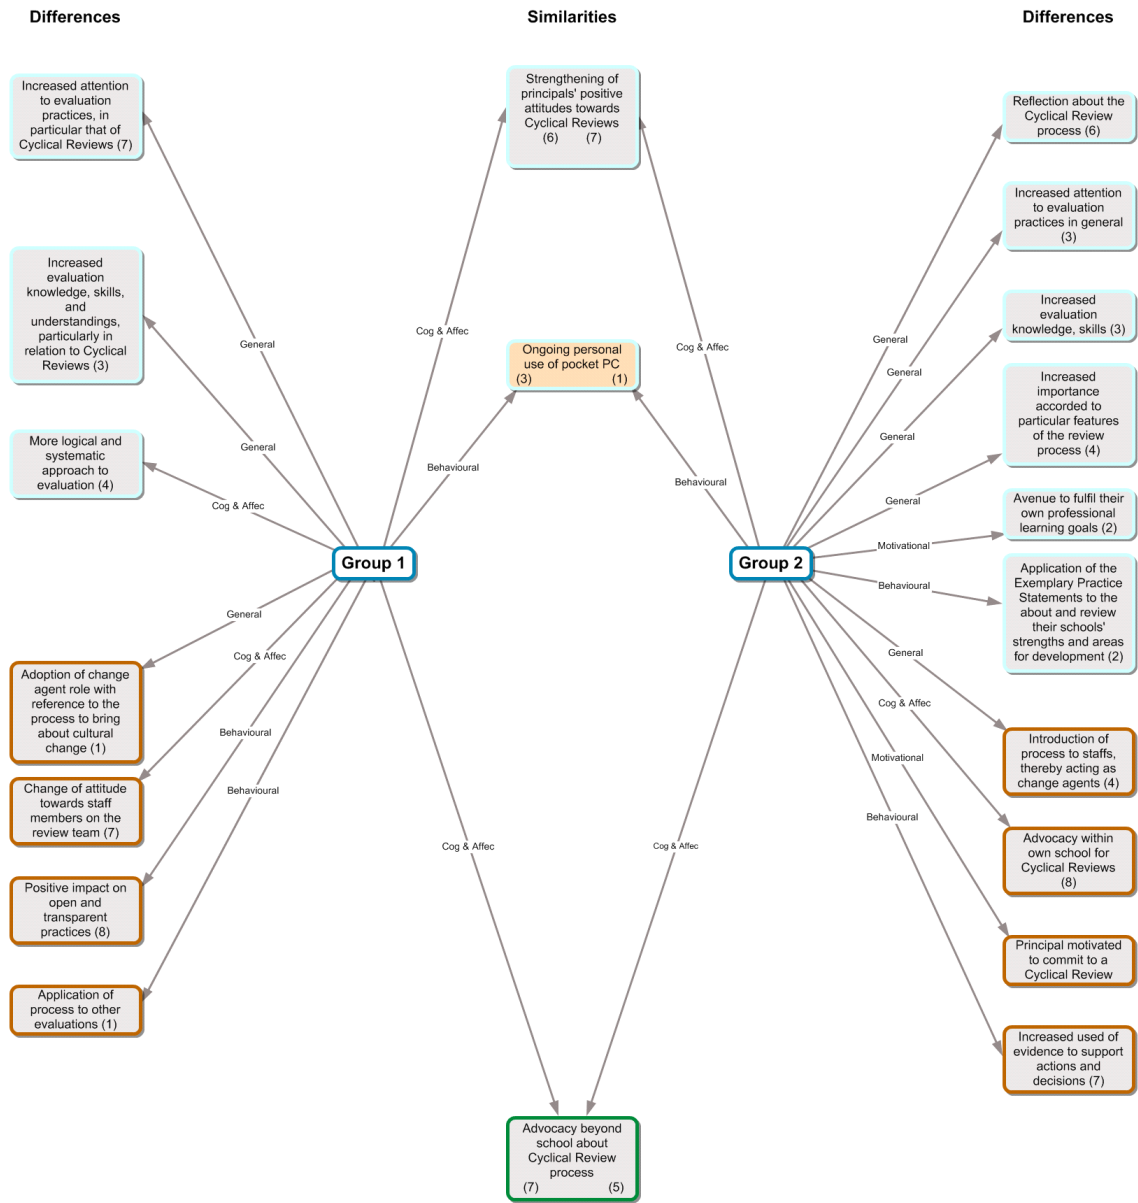 Differences
Similarities
Differences
Increased attention
to evaluation
practices, in
particular that of
Cyclical Reviews (7)
Increased
evaluation
knowledge, skills,
and
understandings,
particularly in
relation to Cyclical
Reviews (3)
More logical and
systematic
approach to
evaluation (4)
Adoption of change
agent role with
reference to the
process to bring
about cultural
change (1)
Change of attitude
towards staff
members on the
review team (7)
Positive impact on
open and
transparent
practices (8)
Application of
process to other
evaluations (1)
General
General
Cog & Affec
General
Cog & Affec
Behavioural
Behavioural
Group 1
Cog & Affec
Behavioural
Cog & Affec
Strengthening of
principals' positive
attitudes towards
Cyclical Reviews
(6) (7)
Ongoing personal
use of pocket PC
(3) (1)
Advocacy beyond
school about
Cyclical Review
process
(7) (5)
Cog & Affec
Behavioural
Cog & Affec
Group 2
General
General
General
General
Motivational
Behavioural
General
Cog & Affec
Motivational
Behavioural
Reflection about the
Cyclical Review
process (6)
Increased attention
to evaluation
practices in general
(3)
Increased
evaluation
knowledge, skills (3)
Increased
importance
accorded to
particular features
of the review
process (4)
Avenue to fulfil their
own professional
learning goals (2)
Application of the
Exemplary Practice
Statements to the
about and review
their schools'
strengths and areas
for development (2)
Introduction of
process to staffs,
thereby acting as
change agents (4)
Advocacy within
own school for
Cyclical Reviews
(8)
Principal motivated
to commit to a
Cyclical Review
Increased used of
evidence to support
actions and
decisions (7)